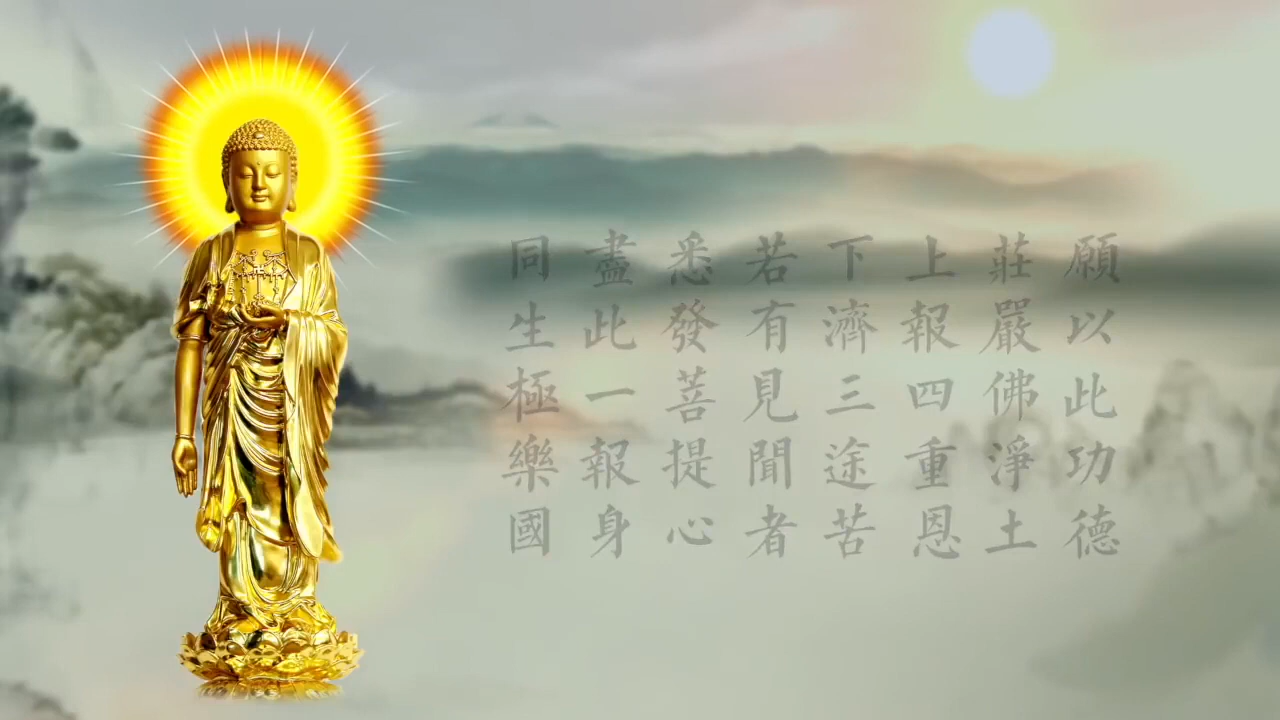 願以此功德
莊嚴佛淨土
上報四重恩
下濟三途苦
若有見聞者
悉發菩提心
盡此一報身
同生極樂國